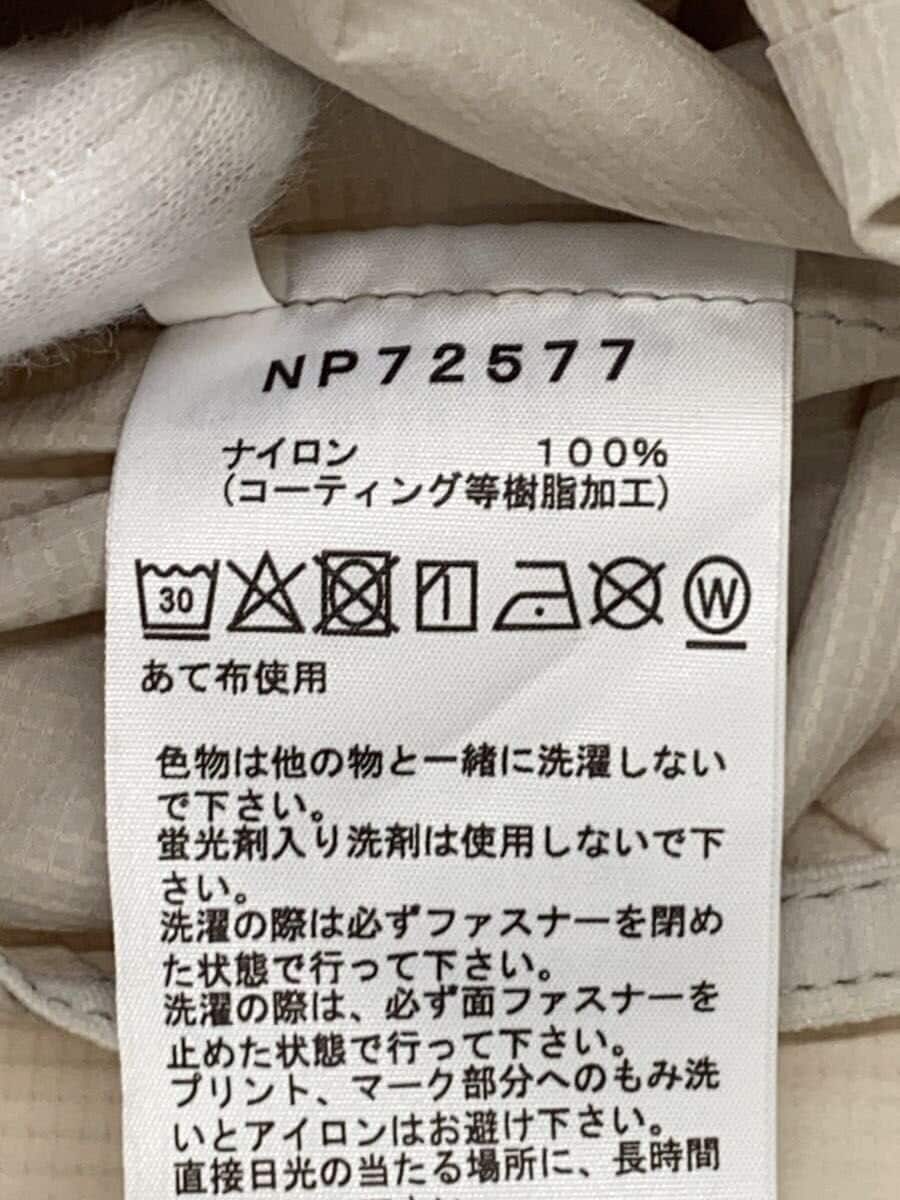 NP72577
ナイロン 100%
(コーティング等樹脂加工)
30 W
あて布使用
色物は他の物と一緒に洗濯しない
で下さい。
蛍光剤入り洗剤は使用しないで下
さい。
洗濯の際は必ずファスナーを閉め
た状態で行って下さい。
洗濯の際は、必ず面ファスナーを
止めた状態で行って下さい。
プリント、マーク部分へのもみ洗
いとアイロンはお避け下さい。
直接日光の当たる場所に、長時間